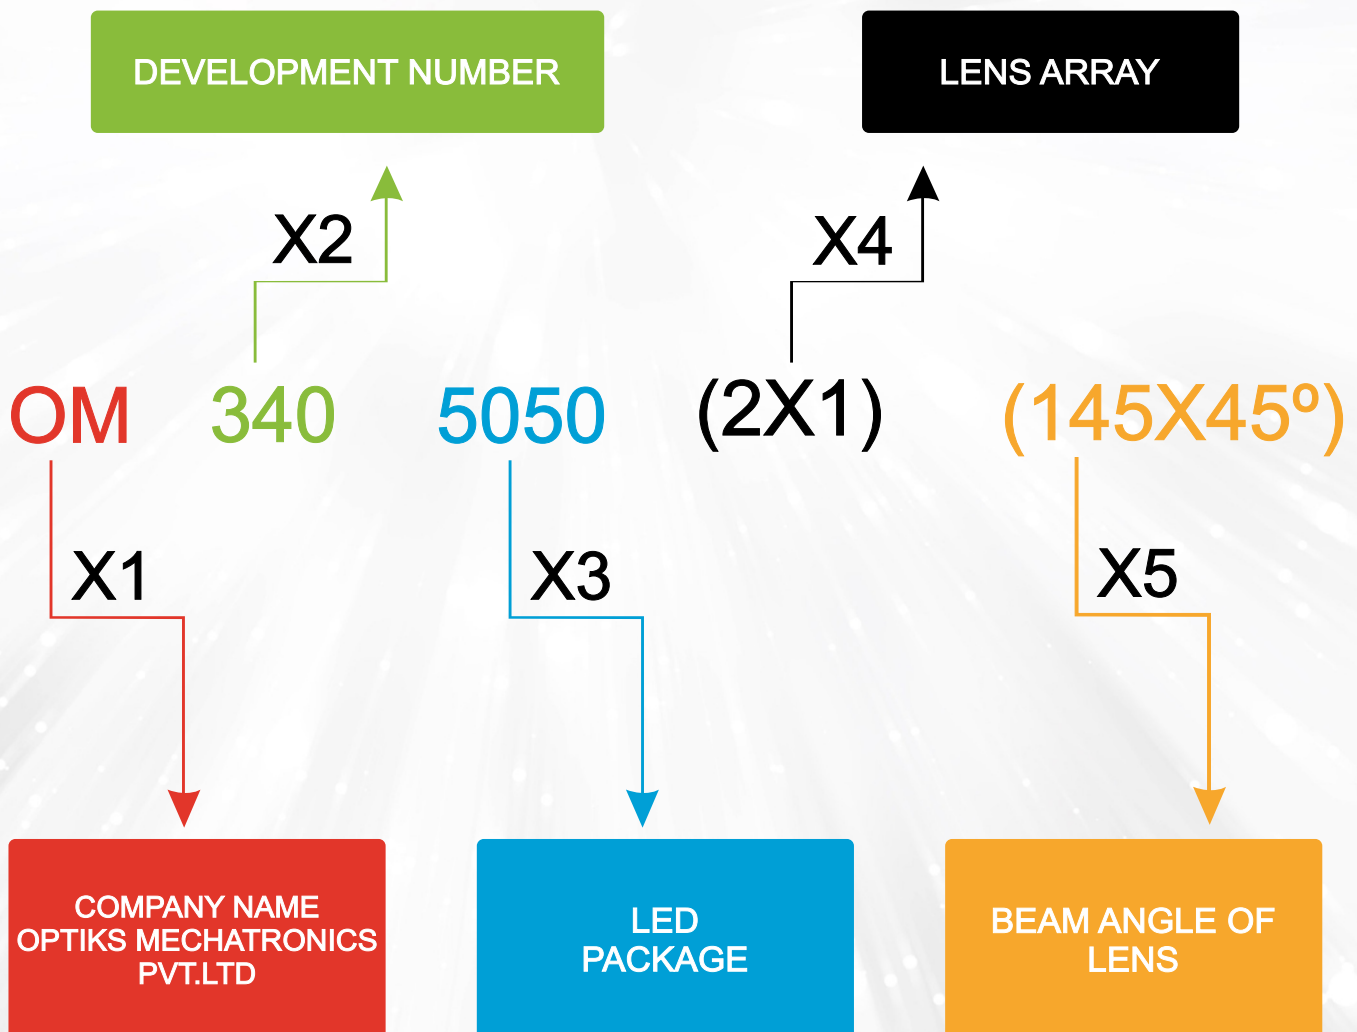 DEVELOPMENT NUMBER
LENS ARRAY
X2
X4
OM 340 5050 (2X1) (145X45º)
X1
X3
X5
COMPANY NAME
OPTIKS MECHATRONICS
PVT.LTD
LED
PACKAGE
BEAM ANGLE OF
LENS